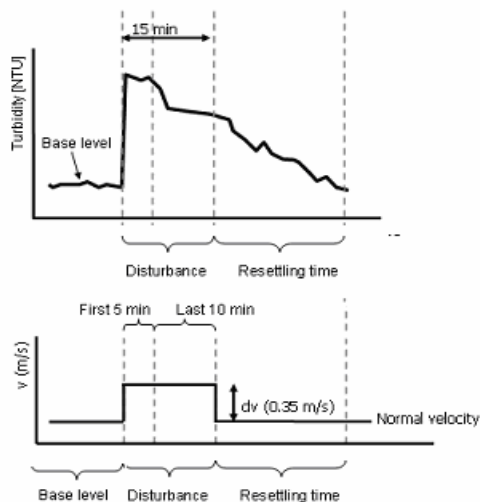 15 min
Turbidity [NTU]
Base level
Disturbance Resettling time
First 5 min Last 10 min
v (m/s)
dv (0.35 m/s)
Normal velocity
Base level Disturbance Resettling time